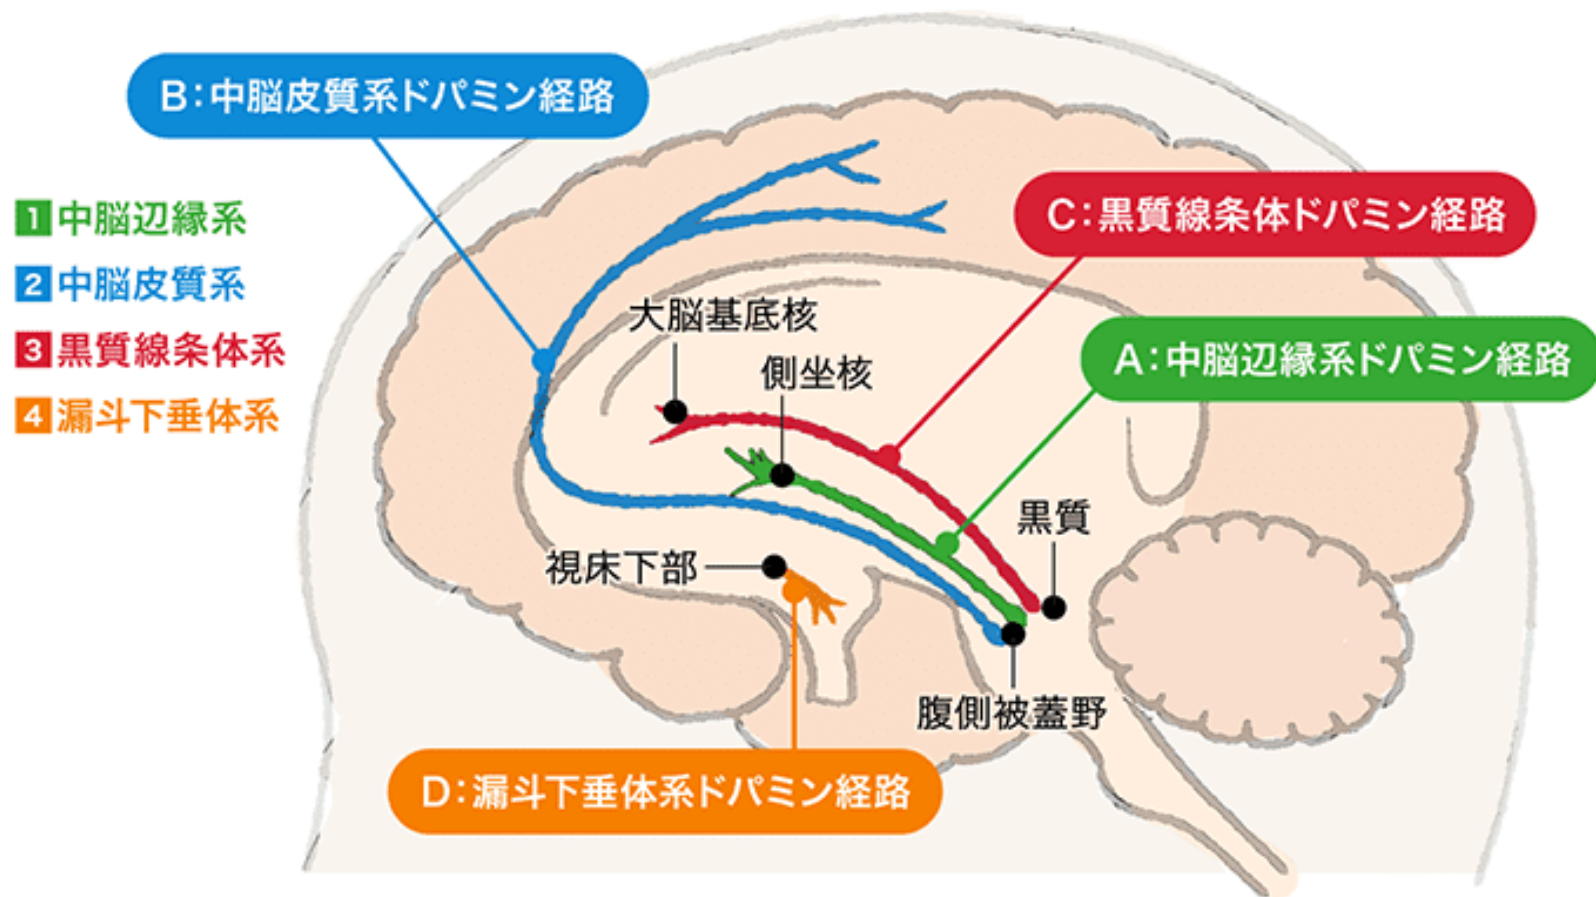 B：中脳皮質系ドパミン経路
1 中脳辺縁系
2 中脳皮質系
3 黒質線条体系
4 漏斗下垂体系
C：黒質線条体ドパミン経路
大脳基底核
側坐核
A：中脳辺縁系ドパミン経路
黒質
視床下部
腹側被蓋野
D：漏斗下垂体系ドパミン経路